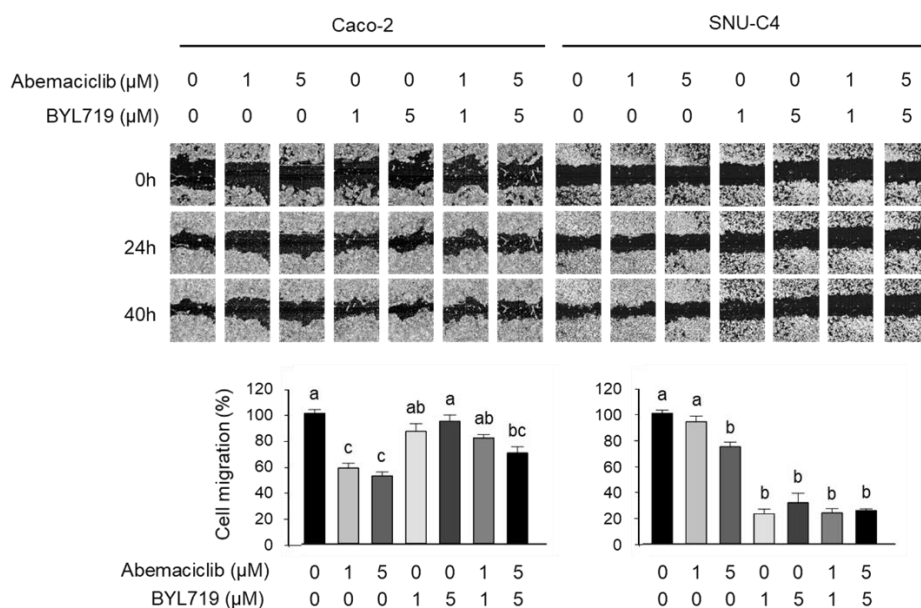 Caco-2 SNU-C4
Abemaciclib (µM) 0 1 5 0 0 1 5 0 1 5 0 0 1 5
BYL719 (µM) 0 0 0 1 5 1 5 0 0 0 1 5 1 5
0h
24h
40h
Cell migration (%)
120 120
100 100
80 80
60 60
40 40
20 20
0 0
a c c ab a ab bc
a a b b b b b
Abemaciclib (µM) 0 1 5 0 0 1 5 0 1 5 0 0 1 5
BYL719 (µM) 0 0 0 1 5 1 5 0 0 0 1 5 1 5